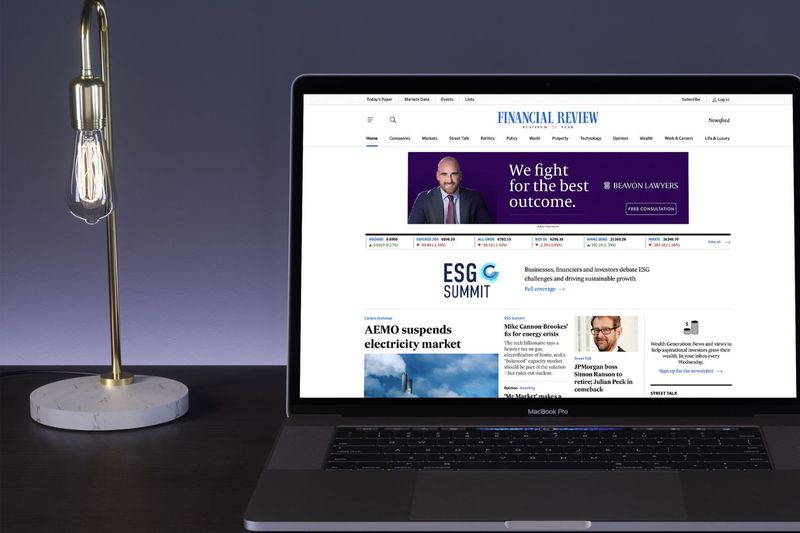 Today's Paper
Markets Data
Events
Lists
Subscribe
Log in
FINANCIAL REVIEW
PLATINUM 70 YEAR
Newsfeed
Home
Companies
Markets
Street Talk
Politics
Policy
World
Property
Technology
Opinion
Wealth
Work & Careers
Life & Luxury
We fight
for the best
outcome.
BEAVON LAWYERS
FREE CONSULTATION
Advertisement
ALL ORDS
View all
ESG
SUMMIT
Businesses, financiers and investors debate ESG
challenges and driving sustainable growth.
Full coverage
Carbon challenge
AEMO suspends
electricity market
ESG Summit
Mike Cannon-Brookes'
fix for energy crisis
The tech billionaire says a
heavier tax on gas,
electrification of home, and a
"balanced" capacity market
should be part of the solution
– but rules out nuclear.
Opinion Investing
'Mr Market' makes a
Street Talk
JPMorgan boss
Simon Ranson to
retire; Julian Peck in
comeback
Wealth Generation: News and views to
help aspirational investors grow their
wealth. In your inbox every
Wednesday.
Sign up for the newsletter
STREET TALK
MacBook Pro